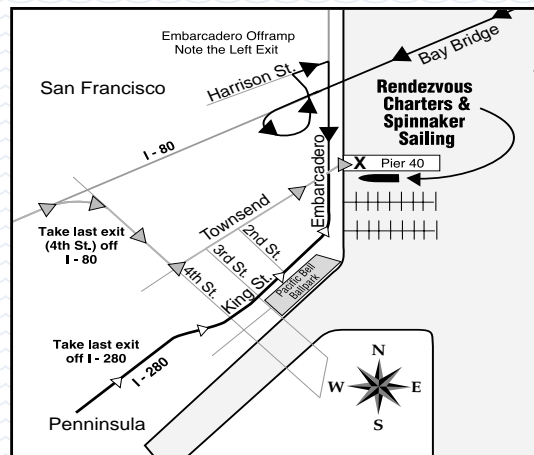 Embarcadero Offramp
Note the Left Exit
Bay Bridge
Harrison St.
San Francisco
Rendezvous
Charters &
Spinnaker
Sailing
I - 80
Embarcadero
X Pier 40
Townsend
Take last exit
(4th St.) off
I - 80
2nd St.
3rd St.
4th St.
King St.
Pacific Bell
Ballpark
Take last exit
off I - 280
I - 280
N
W E
S
Penninsula